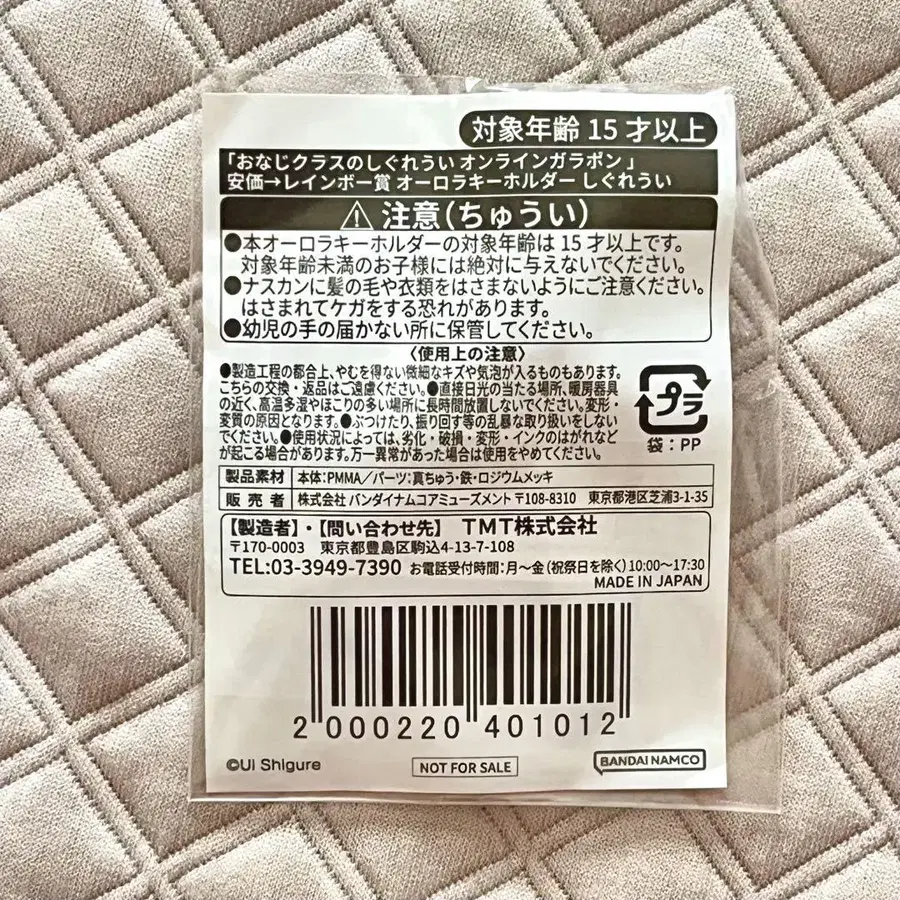 対象年齢 15 才以上
「おなじクラスのしぐれうい オンラインガラポン」
安価→レインボー賞 オーロラキーホルダー しぐれうい
⚠ 注意(ちゅうい)
●本オーロラキーホルダーの対象年齢は 15 才以上です。
対象年齢未満のお子様には絶対に与えないでください。
●ナスカンに髪の毛や衣類をはさまないようにご注意ください。
はさまれてケガをする恐れがあります。
●幼児の手の届かない所に保管してください。
〈使用上の注意〉
●製造工程の都合上、やむを得ない微細なキズや気泡が入るものもあります。
こちらの交換・返品はご遠慮ください。●直接日光の当たる場所、暖房器具
の近く、高温多湿やほこりの多い場所に長時間放置しないでください。変形・
変質の原因となります。●ぶつけたり、振り回す等の乱暴な取り扱いをしない
でください。●使用状況によっては、劣化・破損・変形・インクのはがれなど
が起こる場合があります。万一異常があった場合は使用をやめてください。
プラ
袋：PP
製品素材 本体：PMMA／パーツ：真ちゅう・鉄・ロジウムメッキ
販売者 株式会社 バンダイナムコアミューズメント 〒108-8310 東京都港区芝浦3-1-35
【製造者】・【問い合わせ先】 TMT株式会社
〒170-0003 東京都豊島区駒込4-13-7-108
TEL:03-3949-7390 お電話受付時間：月〜金（祝祭日を除く）10:00〜17:30
MADE IN JAPAN
2 000220 401012
©UI Shigure
NOT FOR SALE
BANDAI NAMCO